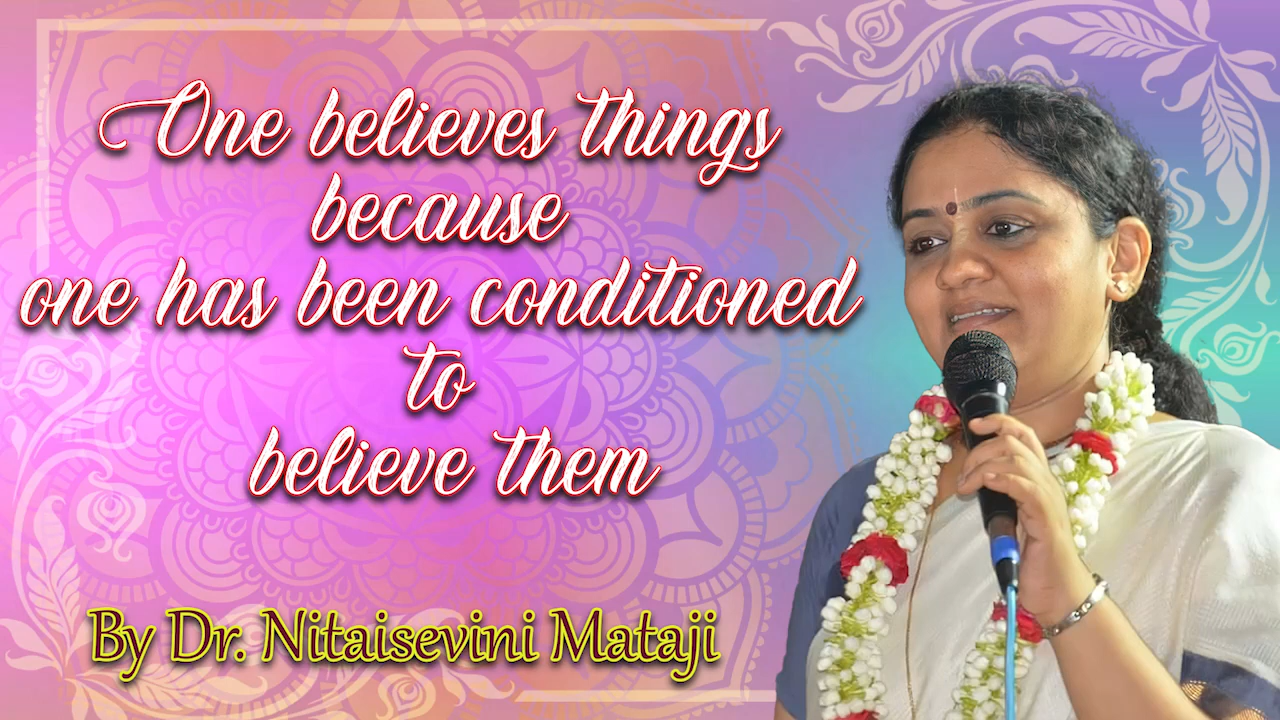 One believes things
because
one has been conditioned
to
believe them
By Dr. Nitaisevini Mataji